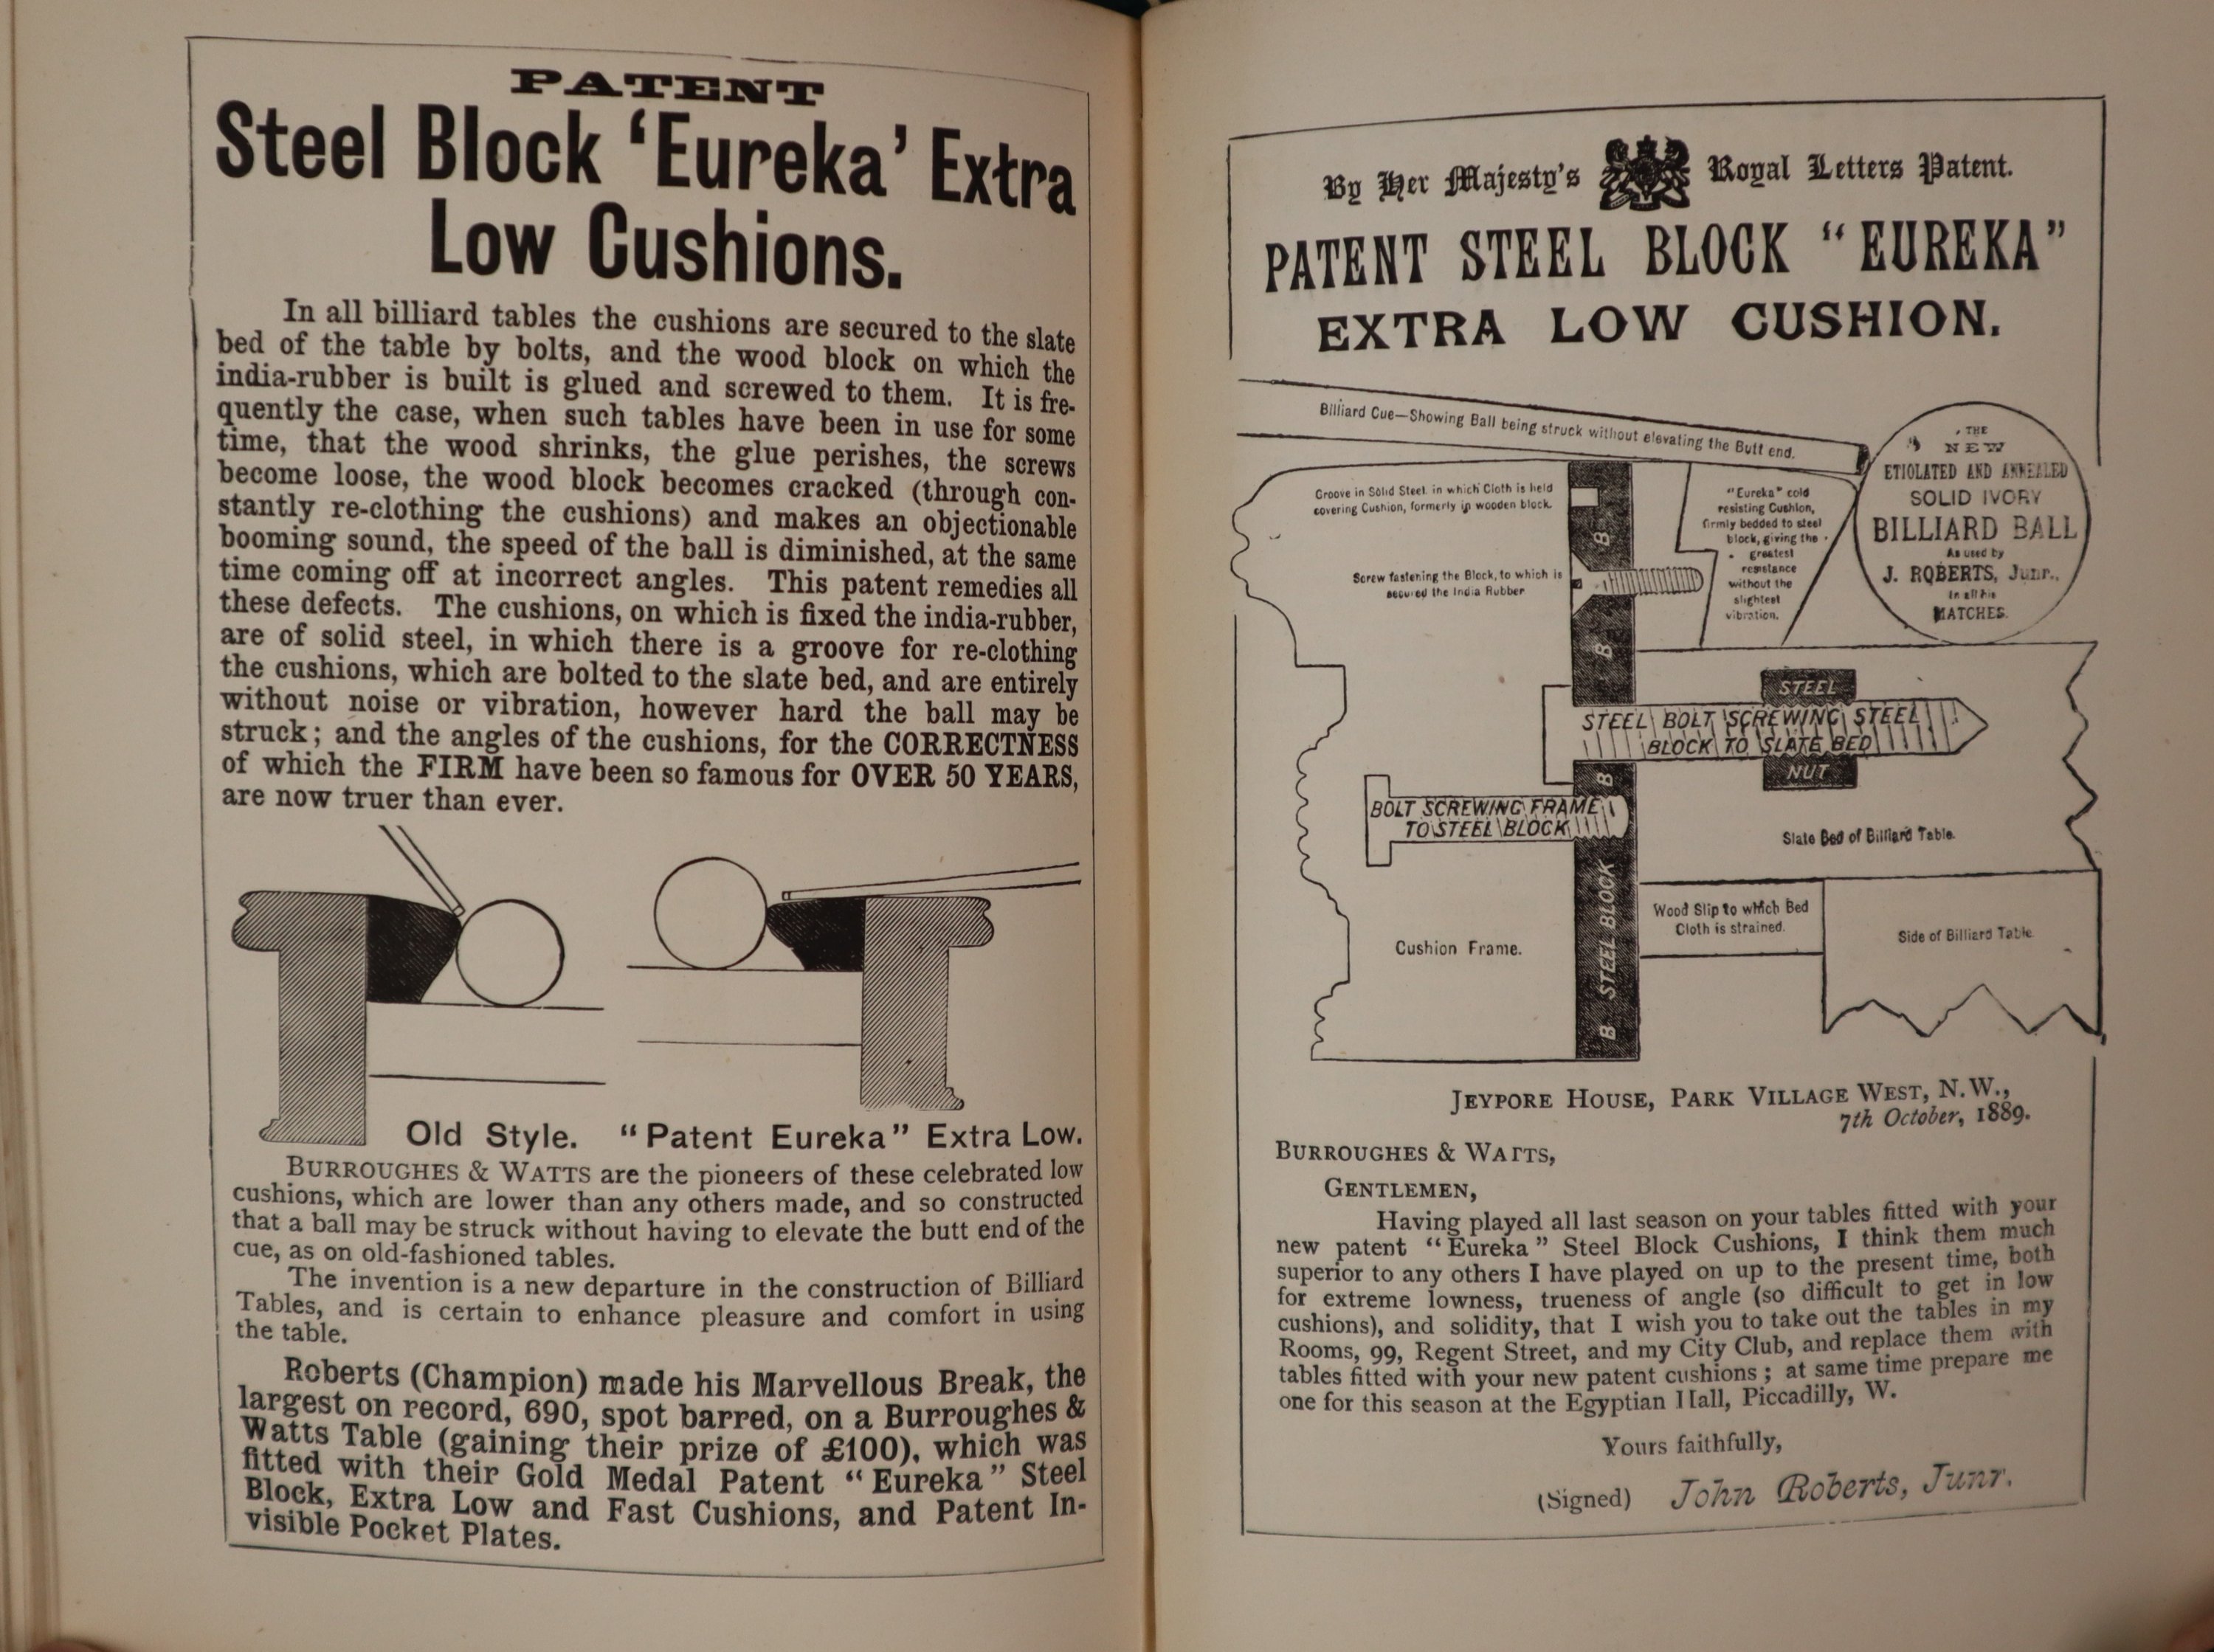 PATENT
Steel Block ‘Eureka’ Extra
Low Cushions.
In all billiard tables the cushions are secured to the slate
bed of the table by bolts, and the wood block on which the
india-rubber is built is glued and screwed to them. It is fre-
quently the case, when such tables have been in use for some
time, that the wood shrinks, the glue perishes, the screws
become loose, the wood block becomes cracked (through con-
stantly re-clothing the cushions) and makes an objectionable
booming sound, the speed of the ball is diminished, at the same
time coming off at incorrect angles. This patent remedies all
these defects. The cushions, on which is fixed the india-rubber,
are of solid steel, in which there is a groove for re-clothing
the cushions, which are bolted to the slate bed, and are entirely
without noise or vibration, however hard the ball may be
struck; and the angles of the cushions, for the CORRECTNESS
of which the FIRM have been so famous for OVER 50 YEARS,
are now truer than ever.
Old Style. “Patent Eureka” Extra Low.
BURROUGHES & WATTS are the pioneers of these celebrated low
cushions, which are lower than any others made, and so constructed
that a ball may be struck without having to elevate the butt end of the
cue, as on old-fashioned tables.
The invention is a new departure in the construction of Billiard
Tables, and is certain to enhance pleasure and comfort in using
the table.
Roberts (Champion) made his Marvellous Break, the
largest on record, 690, spot barred, on a Burroughes &
Watts Table (gaining their prize of £100), which was
fitted with their Gold Medal Patent “Eureka” Steel
Block, Extra Low and Fast Cushions, and Patent In-
visible Pocket Plates.
By Her Majesty's Royal Letters Patent.
PATENT STEEL BLOCK “EUREKA”
EXTRA LOW CUSHION.
Billiard Cue—Showing Ball being struck without elevating the Butt end.
THE
NEW
ETIOLATED AND ANNEALED
SOLID IVORY
BILLIARD BALL
As used by
J. ROBERTS, Junr.,
in all his
MATCHES.
Groove in Solid Steel in which Cloth is held
covering Cushion, formerly in wooden block.
“Eureka” cold
resisting Cushion,
firmly bedded to steel
block, giving the
greatest
resistance
without the
slightest
vibration.
B
Screw fastening the Block, to which is
secured the India Rubber
B
STEEL
STEEL BOLT SCREWING STEEL
BLOCK TO SLATE BED
NUT
B
BOLT SCREWING FRAME
TO STEEL BLOCK
Slate Bed of Billiard Table.
B STEEL BLOCK
Wood Slip to which Bed
Cloth is strained.
Side of Billiard Table
Cushion Frame.
JEYPORE HOUSE, PARK VILLAGE WEST, N.W.,
7th October, 1889.
BURROUGHES & WATTS,
GENTLEMEN,
Having played all last season on your tables fitted with your
new patent “Eureka” Steel Block Cushions, I think them much
superior to any others I have played on up to the present time, both
for extreme lowness, trueness of angle (so difficult to get in low
cushions), and solidity, that I wish you to take out the tables in my
Rooms, 99, Regent Street, and my City Club, and replace them with
tables fitted with your new patent cushions; at same time prepare me
one for this season at the Egyptian Hall, Piccadilly, W.
Yours faithfully,
(Signed) John Roberts, Junr.